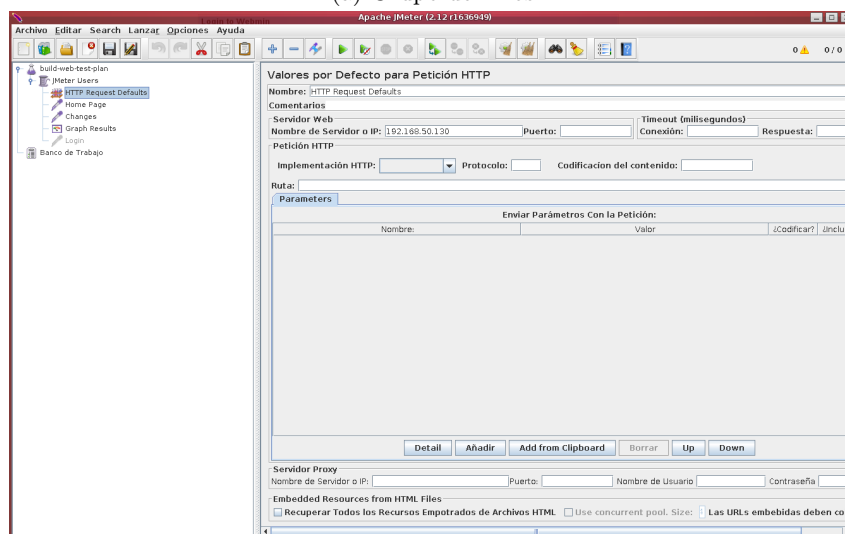 Apache JMeter (2.12 r1636949)
Archivo Editar Search Lanzar Opciones Ayuda
0 0 / 0
build-web-test-plan
JMeter Users
HTTP Request Defaults
Home Page
Changes
Graph Results
Login
Banco de Trabajo
Valores por Defecto para Petición HTTP
Nombre: HTTP Request Defaults
Comentarios
Servidor Web Timeout (milisegundos)
Nombre de Servidor o IP: 192.168.50.130 Puerto: Conexión: Respuesta:
Petición HTTP
Implementación HTTP: Protocolo: Codificacion del contenido:
Ruta:
Parameters
Enviar Parámetros Con la Petición:
Nombre: Valor ¿Codificar? ¿Inclu
Detail Añadir Add from Clipboard Borrar Up Down
Servidor Proxy
Nombre de Servidor o IP: Puerto: Nombre de Usuario Contraseña
Embedded Resources from HTML Files
Recuperar Todos los Recursos Empotrados de Archivos HTML Use concurrent pool. Size: Las URLs embebidas deben co